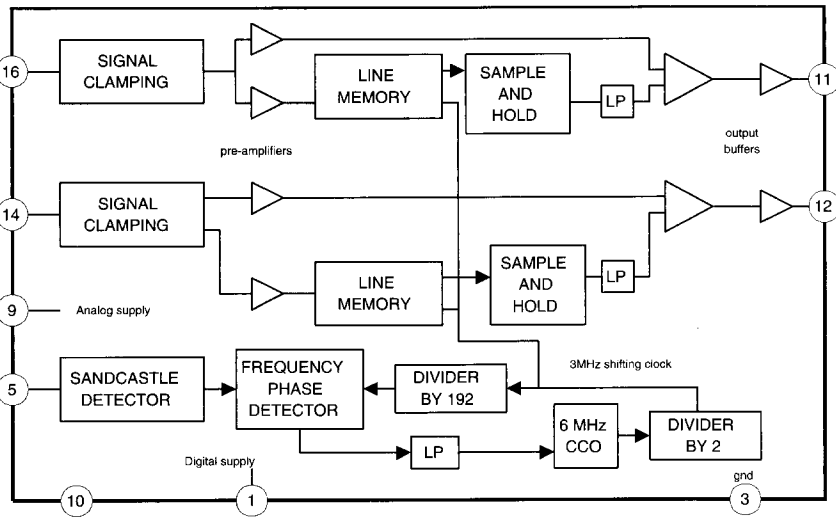 16
SIGNAL
CLAMPING
LINE
MEMORY
SAMPLE
AND
HOLD
LP
11
pre-amplifiers
output
buffers
14
SIGNAL
CLAMPING
LINE
MEMORY
SAMPLE
AND
HOLD
LP
12
9
Analog supply
5
SANDCASTLE
DETECTOR
FREQUENCY
PHASE
DETECTOR
DIVIDER
BY 192
3MHz shifting clock
LP
6 MHz
CCO
DIVIDER
BY 2
Digital supply
gnd
10
1
3